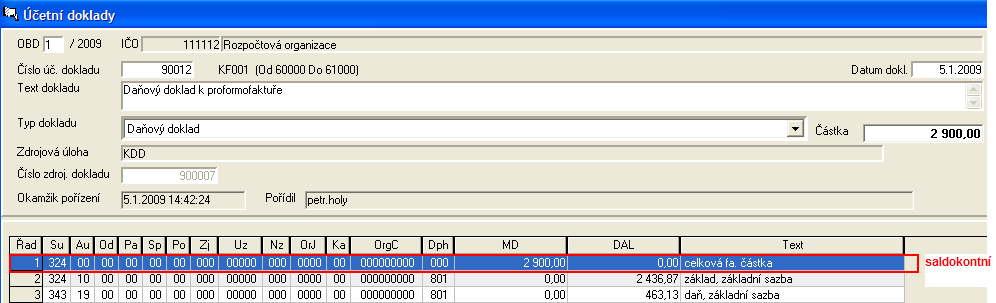 Účetní doklady
OBD 1 / 2009 IČO 111112 Rozpočtová organizace
Číslo úč. dokladu 90012 KF001 (Od 60000 Do 61000) Datum dokl. 5.1.2009
Text dokladu Daňový doklad k proformofaktuře
Typ dokladu Daňový doklad Částka 2 900,00
Zdrojová úloha KDD
Číslo zdroj. dokladu 900007
Okamžik pořízení 5.1.2009 14:42:24 Pořídil petr.holy
Řad Su Au Od Pa Sp Po Zj Uz Nz OrJ Ka OrgC Dph MD DAL Text
1 324 00 00 00 00 00 000 00000 00 000 00 000000000 000 2 900,00 0,00 celková fa. částka saldokontní
2 324 10 00 00 00 00 000 00000 00 000 00 000000000 801 0,00 2 436,87 základ, základní sazba
3 343 19 00 00 00 00 000 00000 00 000 00 000000000 801 0,00 463,13 daň, základní sazba